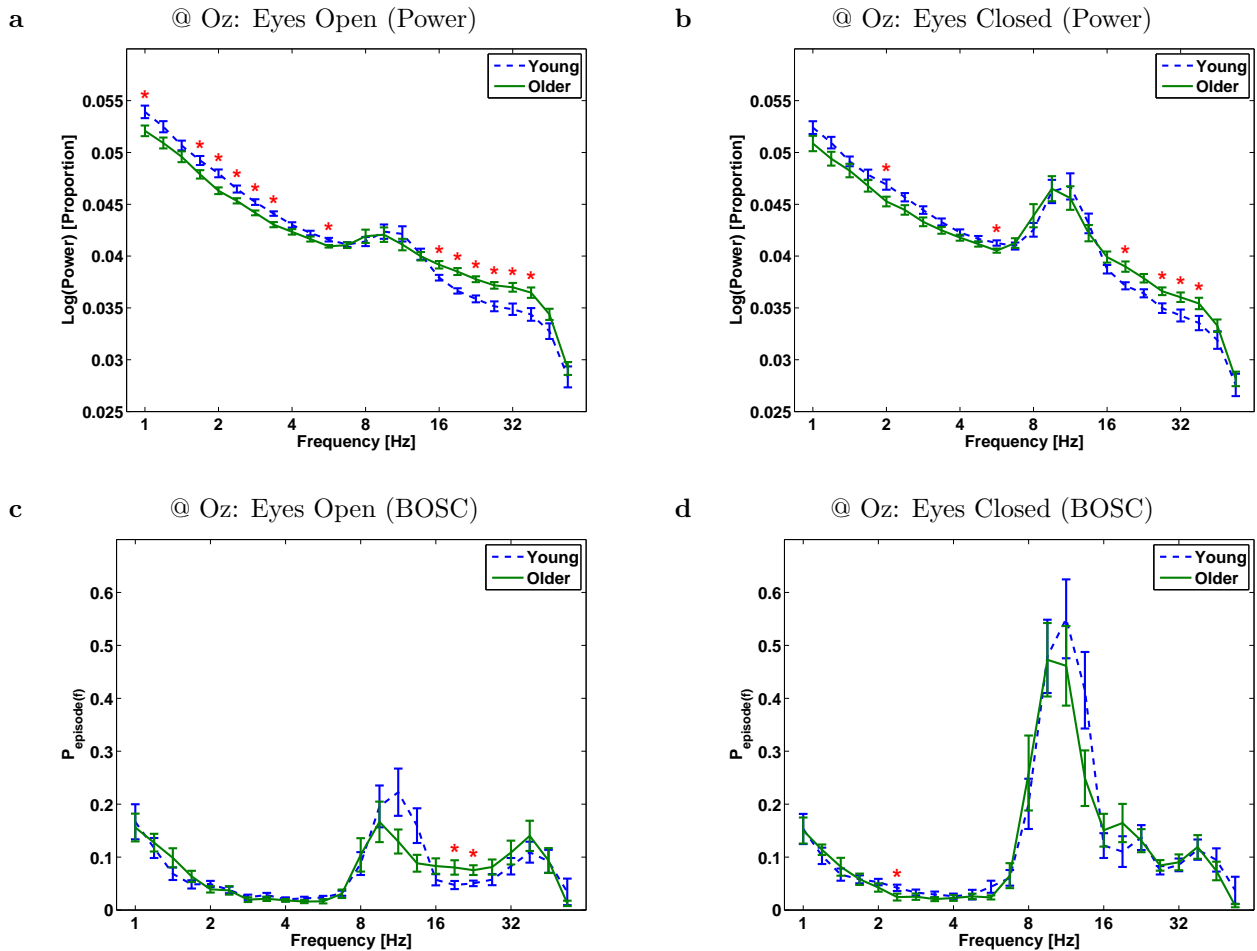 a
@ Oz: Eyes Open (Power)
Young
Older
* * * * * * * * * * * * *
0.055
0.05
0.045
0.04
0.035
0.03
0.025
Log(Power) [Proportion]
1 2 4 8 16 32
Frequency [Hz]
b
@ Oz: Eyes Closed (Power)
Young
Older
* * * * * *
0.055
0.05
0.045
0.04
0.035
0.03
0.025
Log(Power) [Proportion]
1 2 4 8 16 32
Frequency [Hz]
c
@ Oz: Eyes Open (BOSC)
Young
Older
* *
0.6
0.5
0.4
0.3
0.2
0.1
0
P episode(f)
1 2 4 8 16 32
Frequency [Hz]
d
@ Oz: Eyes Closed (BOSC)
Young
Older
*
0.6
0.5
0.4
0.3
0.2
0.1
0
P episode(f)
1 2 4 8 16 32
Frequency [Hz]